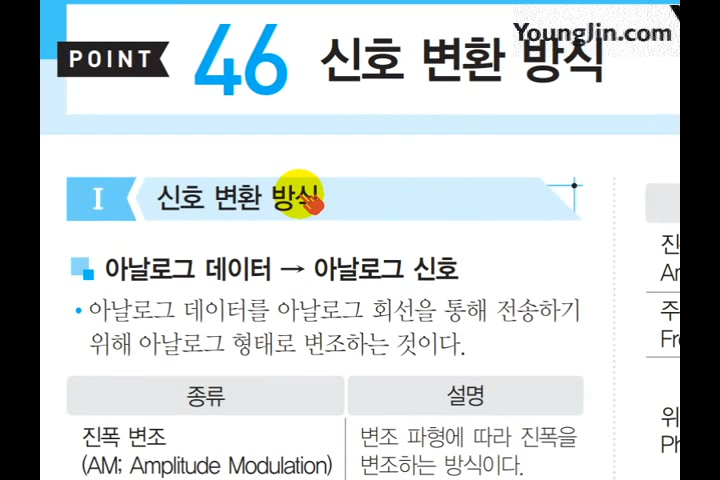 YoungJin.com
POINT 46 신호 변환 방식
I 신호 변환 방식
아날로그 데이터 → 아날로그 신호
• 아날로그 데이터를 아날로그 회선을 통해 전송하기
위해 아날로그 형태로 변조하는 것이다.
종류 설명
진폭 변조
(AM; Amplitude Modulation)
변조 파형에 따라 진폭을
변조하는 방식이다.